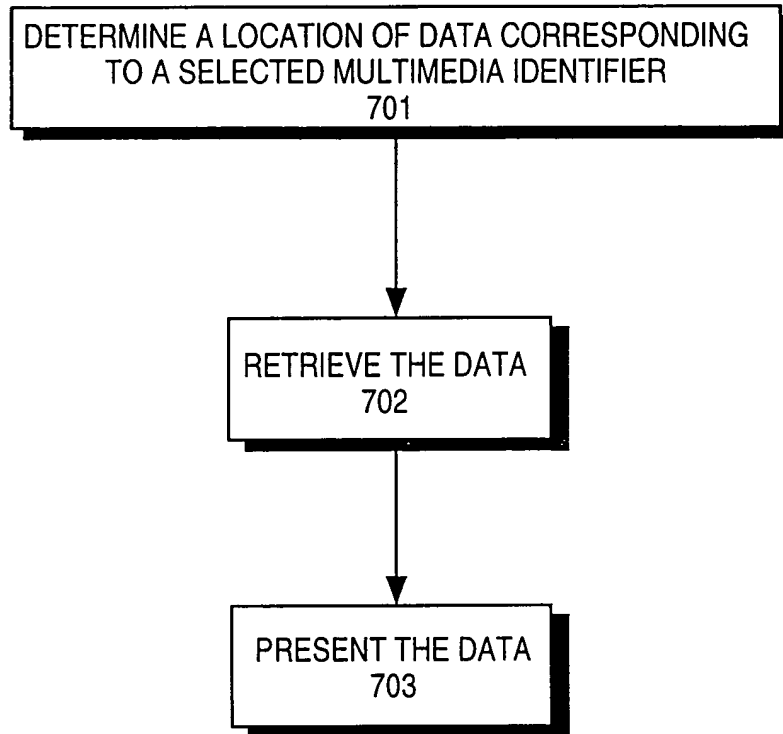 DETERMINE A LOCATION OF DATA CORRESPONDING
TO A SELECTED MULTIMEDIA IDENTIFIER
701
RETRIEVE THE DATA
702
PRESENT THE DATA
703